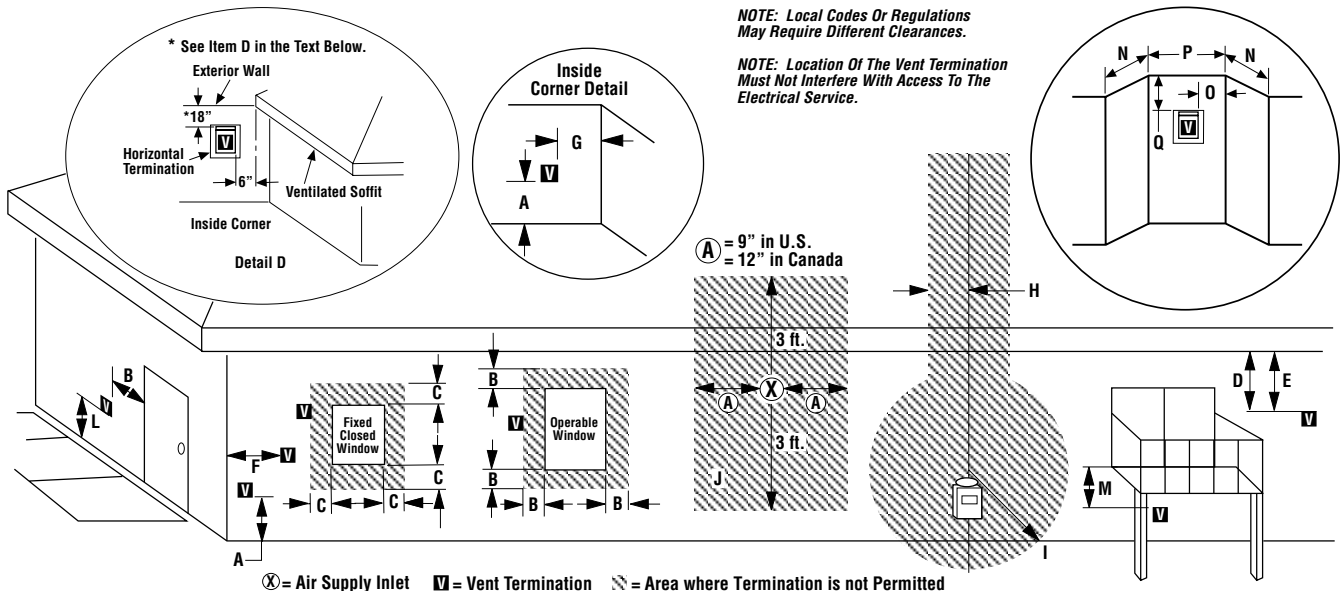 * See Item D in the Text Below.
Exterior Wall
*18"
V
Horizontal
Termination
6"
Ventilated Soffit
Inside Corner
Detail D
Inside
Corner Detail
G
V
A
NOTE: Local Codes Or Regulations
May Require Different Clearances.
NOTE: Location Of The Vent Termination
Must Not Interfere With Access To The
Electrical Service.
N P N
O
V
Q
A = 9" in U.S.
= 12" in Canada
H
3 ft.
A X A
3 ft.
J
B
V
L
F V
V
A
C
V
Fixed
Closed
Window
C
C C
B
V
Operable
Window
B
B B
I
D E
V
M
V
X = Air Supply Inlet V = Vent Termination = Area where Termination is not Permitted